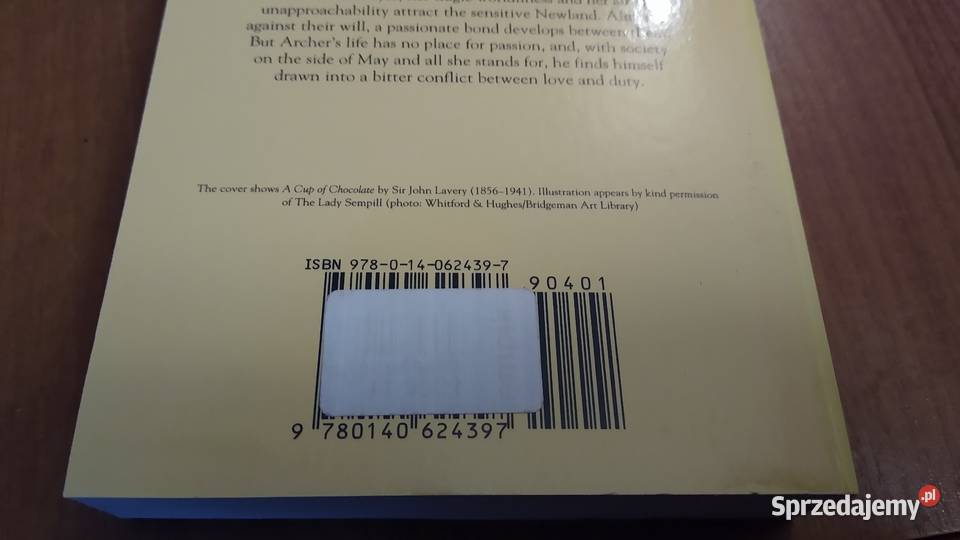 unapproachability attract the sensitive Newland.
against their will, a passionate bond develops between
But Archer's life has no place for passion, and, with society
on the side of May and all she stands for, he finds himself
drawn into a bitter conflict between love and duty.
The cover shows A Cup of Chocolate by Sir John Lavery (1856–1941). Illustration appears by kind permission
of The Lady Sempill (photo: Whitford & Hughes/Bridgeman Art Library)
ISBN 978-0-14-062439-7
90401
9 780140 624397
Sprzedajemy.pl